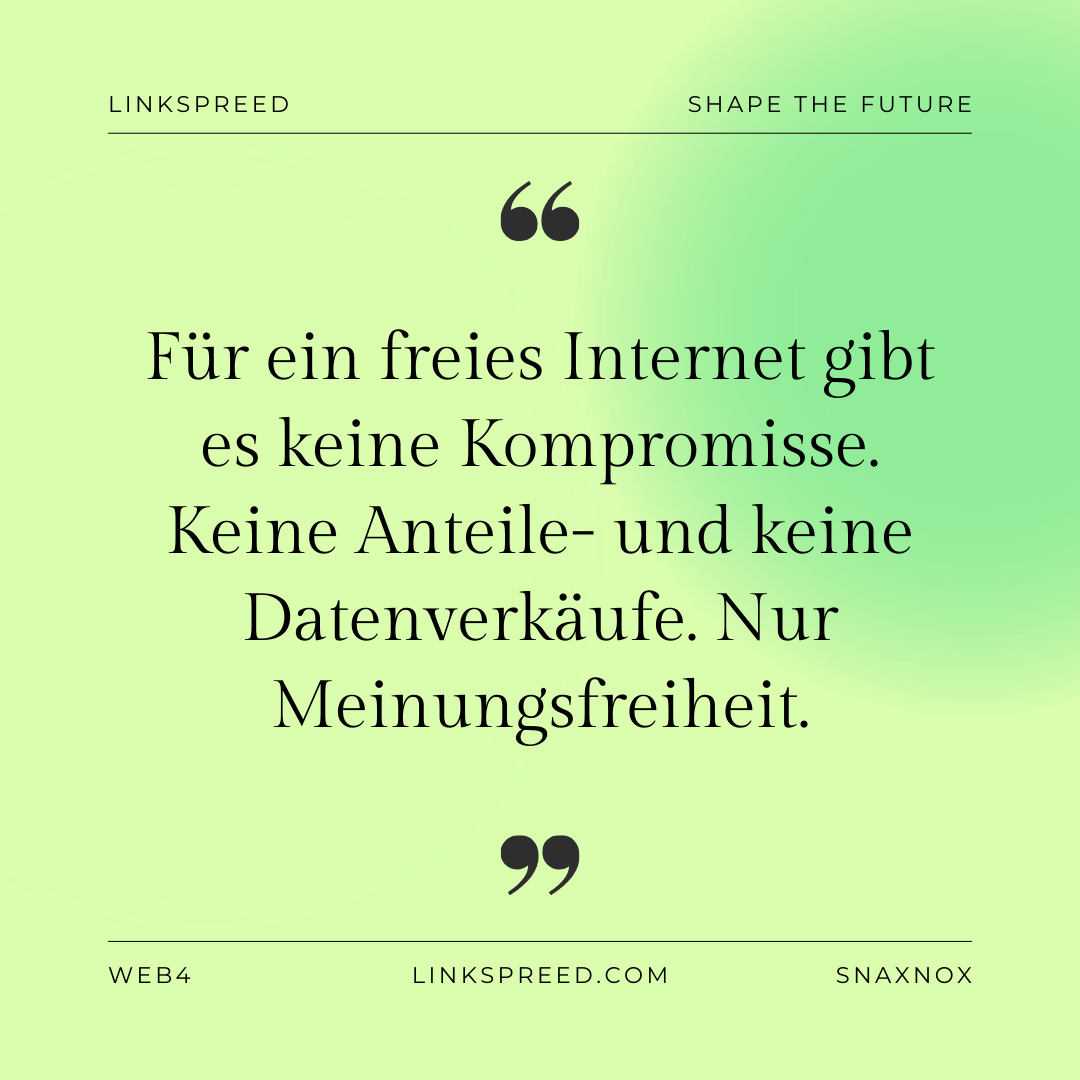 LINKSPREED
SHAPE THE FUTURE
“
Für ein freies Internet gibt
es keine Kompromisse.
Keine Anteile- und keine
Datenverkäufe. Nur
Meinungsfreiheit.
”
WEB4
LINKSPREED.COM
SNAXNOX